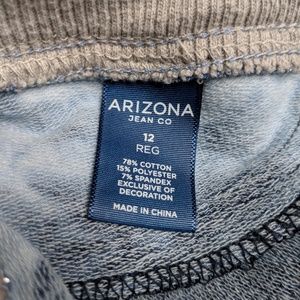 ARIZONA
JEAN CO
12
REG
78% COTTON
15% POLYESTER
7% SPANDEX
EXCLUSIVE OF
DECORATION
MADE IN CHINA